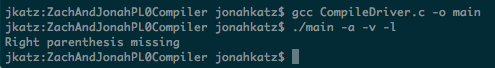 jkatz:ZachAndJonahPL0Compiler jonahkatz$ gcc CompileDriver.c -o main
jkatz:ZachAndJonahPL0Compiler jonahkatz$ ./main -a -v -l
Right parenthesis missing
jkatz:ZachAndJonahPL0Compiler jonahkatz$